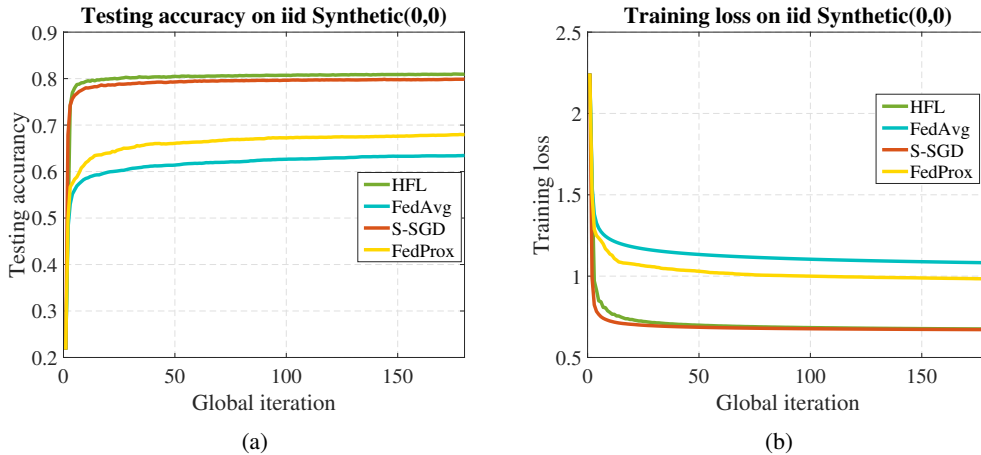 Testing accuracy on iid Synthetic(0,0)
0.9
0.8
0.7
0.6
0.5
0.4
0.3
0.2
Testing accurancy
HFL
FedAvg
S-SGD
FedProx
0 50 100 150
Global iteration
(a)
Training loss on iid Synthetic(0,0)
2.5
2
1.5
1
0.5
Training loss
HFL
FedAvg
S-SGD
FedProx
0 50 100 150
Global iteration
(b)